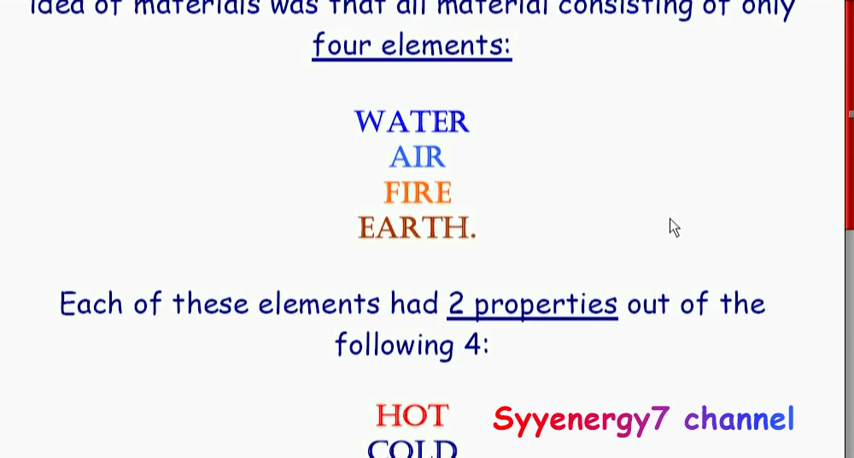 idea of materials was that all material consisting of only
four elements:
WATER
AIR
FIRE
EARTH.
Each of these elements had 2 properties out of the
following 4:
HOT
Syyenergy7 channel
COLD